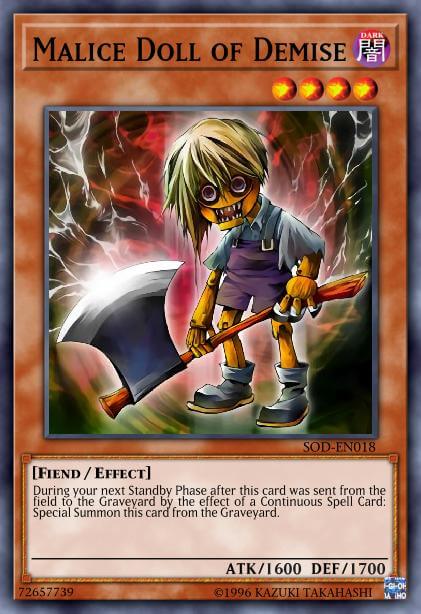 MALICE DOLL OF DEMISE
DARK
闇
SOD-EN018
[FIEND / EFFECT]
During your next Standby Phase after this card was sent from the
field to the Graveyard by the effect of a Continuous Spell Card:
Special Summon this card from the Graveyard.
ATK/1600 DEF/1700
72657739
©1996 KAZUKI TAKAHASHI